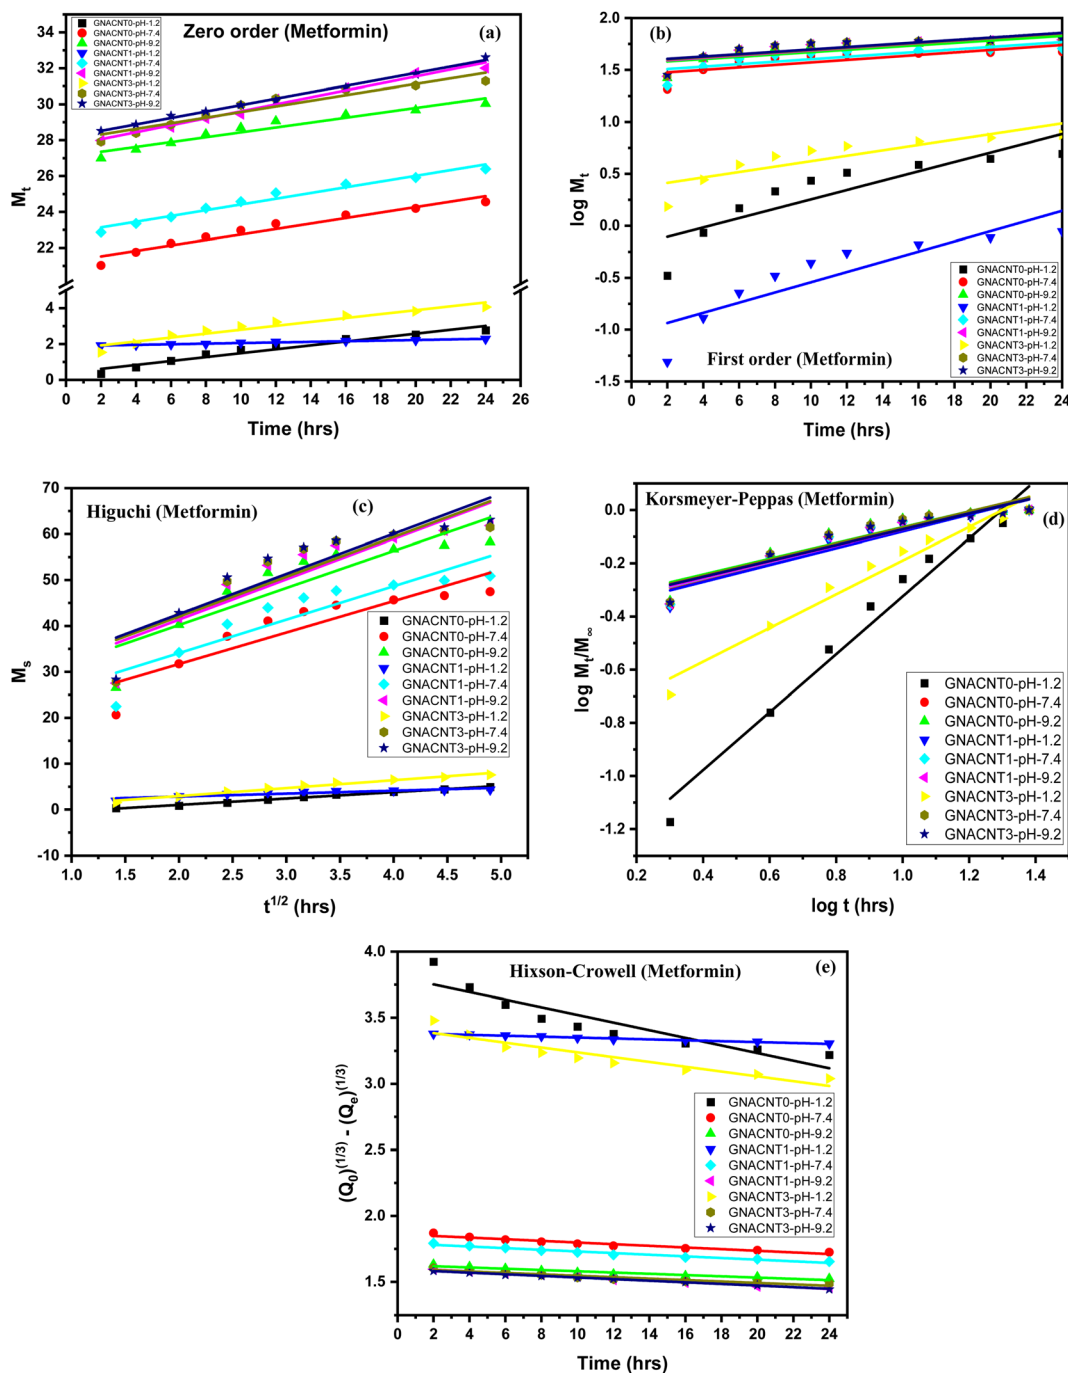 Zero order (Metformin)
(a)
GNACNT0-pH-1.2
GNACNT0-pH-7.4
GNACNT0-pH-9.2
GNACNT1-pH-1.2
GNACNT1-pH-7.4
GNACNT1-pH-9.2
GNACNT3-pH-1.2
GNACNT3-pH-7.4
GNACNT3-pH-9.2
34
32
30
28
26
24
22
4
2
0
Mt
0 2 4 6 8 10 12 14 16 18 20 22 24 26
Time (hrs)
(b)
2.0
1.5
1.0
0.5
0.0
-0.5
-1.0
-1.5
log Mt
GNACNT0-pH-1.2
GNACNT0-pH-7.4
GNACNT0-pH-9.2
GNACNT1-pH-1.2
GNACNT1-pH-7.4
GNACNT1-pH-9.2
GNACNT3-pH-1.2
GNACNT3-pH-7.4
GNACNT3-pH-9.2
First order (Metformin)
0 2 4 6 8 10 12 14 16 18 20 22 24
Time (hrs)
Higuchi (Metformin)
(c)
70
60
50
40
30
20
10
0
-10
Ms
GNACNT0-pH-1.2
GNACNT0-pH-7.4
GNACNT0-pH-9.2
GNACNT1-pH-1.2
GNACNT1-pH-7.4
GNACNT1-pH-9.2
GNACNT3-pH-1.2
GNACNT3-pH-7.4
GNACNT3-pH-9.2
1.0 1.5 2.0 2.5 3.0 3.5 4.0 4.5 5.0
t1/2 (hrs)
Korsmeyer-Peppas (Metformin)
(d)
0.0
-0.2
-0.4
-0.6
-0.8
-1.0
-1.2
log Mt/M∞
GNACNT0-pH-1.2
GNACNT0-pH-7.4
GNACNT0-pH-9.2
GNACNT1-pH-1.2
GNACNT1-pH-7.4
GNACNT1-pH-9.2
GNACNT3-pH-1.2
GNACNT3-pH-7.4
GNACNT3-pH-9.2
0.2 0.4 0.6 0.8 1.0 1.2 1.4
log t (hrs)
Hixson-Crowell (Metformin)
(e)
4.0
3.5
3.0
2.5
2.0
1.5
(Q0)(1/3) - (Qe)(1/3)
GNACNT0-pH-1.2
GNACNT0-pH-7.4
GNACNT0-pH-9.2
GNACNT1-pH-1.2
GNACNT1-pH-7.4
GNACNT1-pH-9.2
GNACNT3-pH-1.2
GNACNT3-pH-7.4
GNACNT3-pH-9.2
0 2 4 6 8 10 12 14 16 18 20 22 24
Time (hrs)